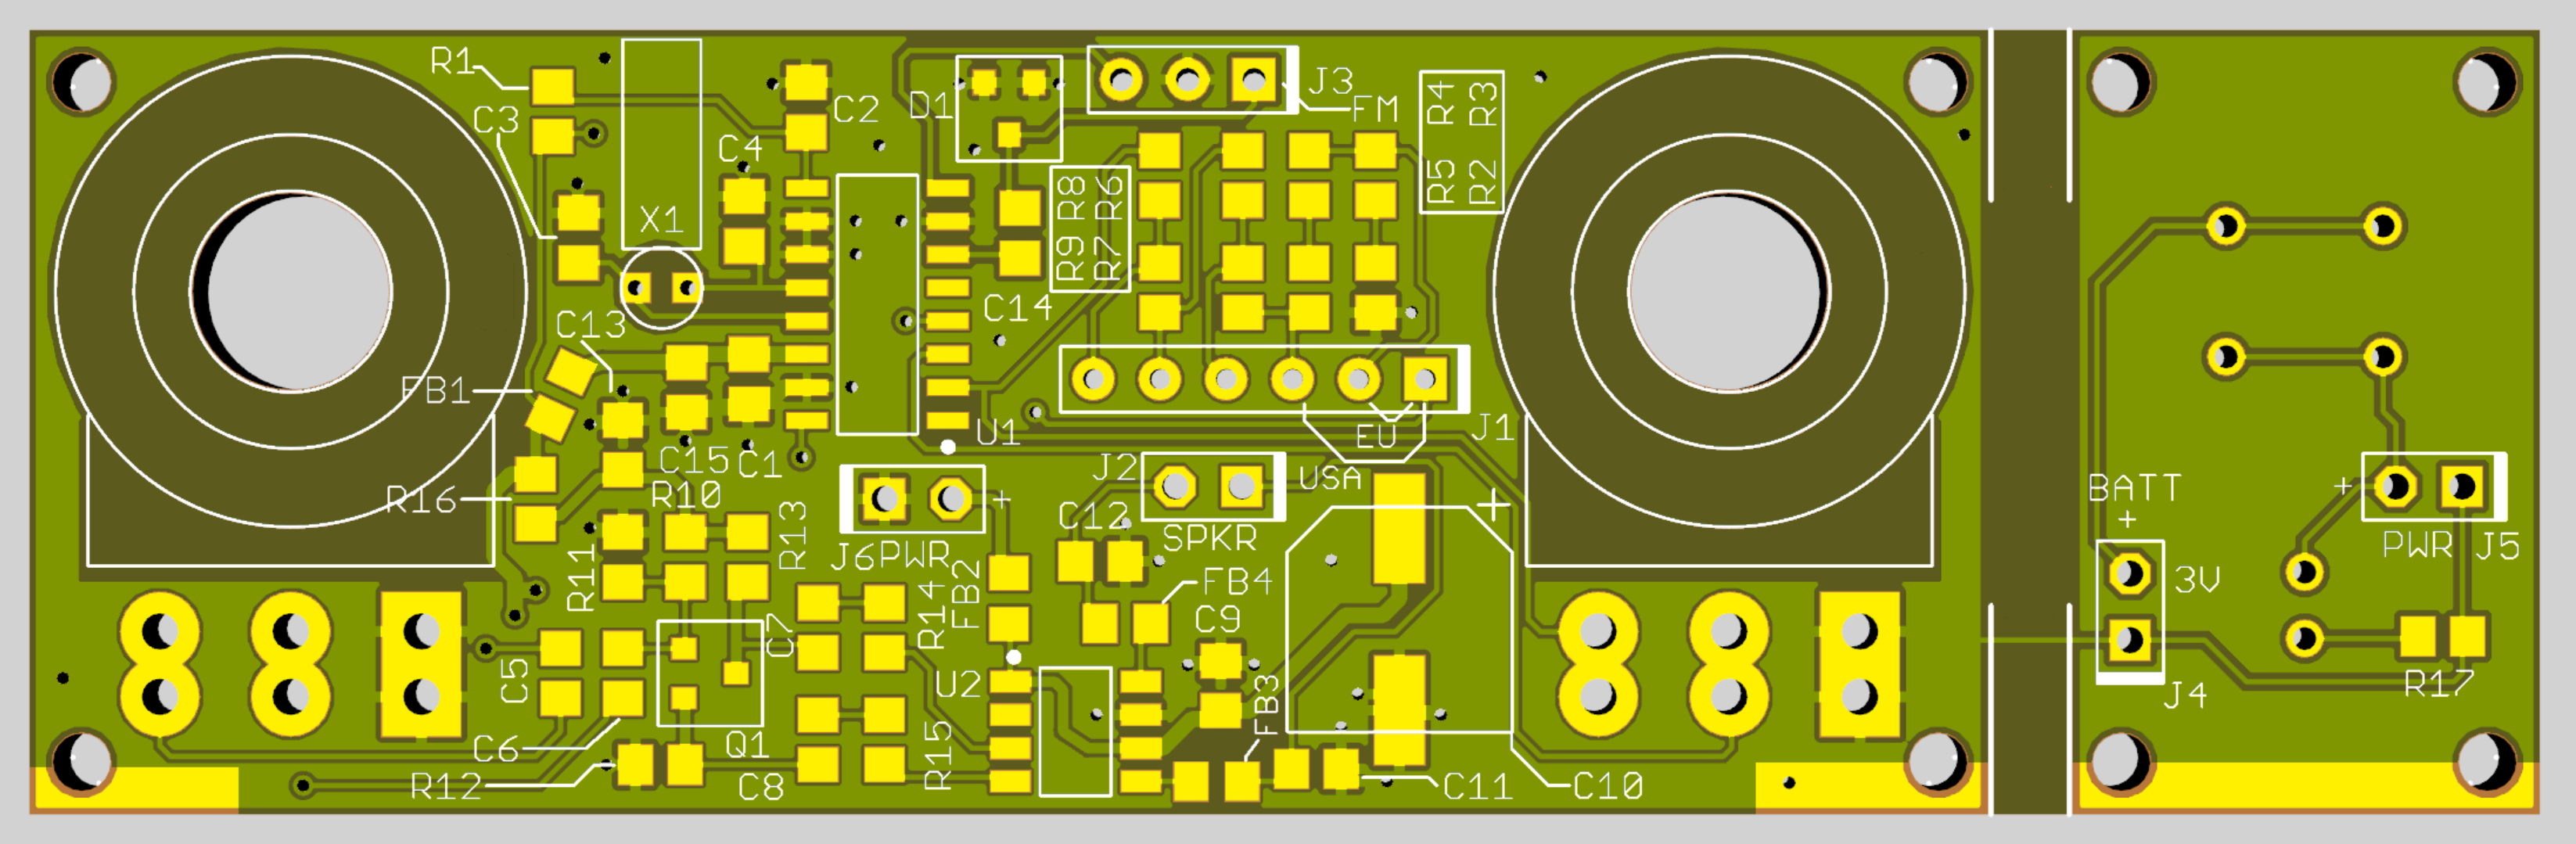 R1
C3
X1
C4
C2
D1
J3
FM
R4 R3
R5 R2
R8 R6
R9 R7
C14
C13
FB1
R16
C15
C1
R10
R13
R11
U1
J1
EU
USA
J2
SPKR
C12
+
J6PWR
FB2
R14
FB4
C9
C7
C5
C6
R12
Q1
C8
U2
R15
FB3
+
C11
C10
BATT
+
3V
J4
+
PWR
J5
R17